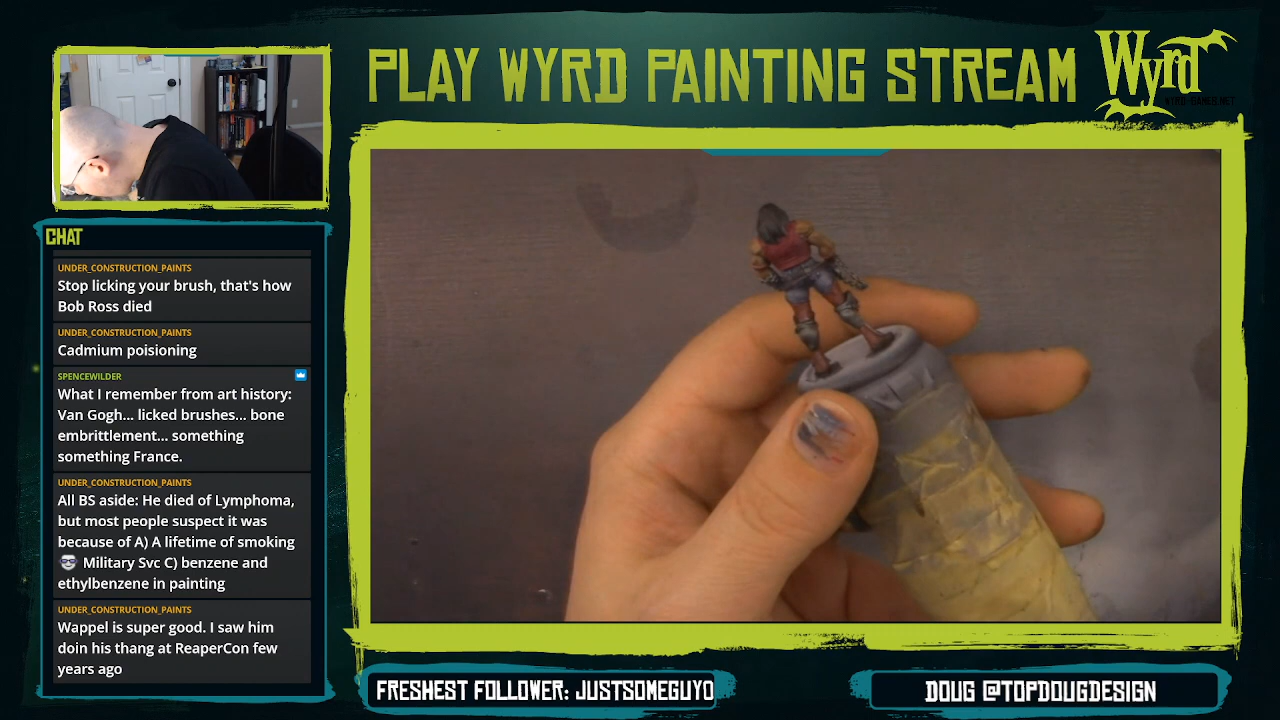 PLAY WYRD PAINTING STREAM
Wyrd
WYRD-GAMES.NET
CHAT
UNDER_CONSTRUCTION_PAINTS
Stop licking your brush, that's how
Bob Ross died
UNDER_CONSTRUCTION_PAINTS
Cadmium poisioning
SPENCEWILDER
What I remember from art history:
Van Gogh... licked brushes... bone
embrittlement... something
something France.
UNDER_CONSTRUCTION_PAINTS
All BS aside: He died of Lymphoma,
but most people suspect it was
because of A) A lifetime of smoking
Military Svc C) benzene and
ethylbenzene in painting
UNDER_CONSTRUCTION_PAINTS
Wappel is super good. I saw him
doin his thang at ReaperCon few
years ago
FRESHEST FOLLOWER: JUSTSOMEGUYO
DOUG @TOPDOUGDESIGN